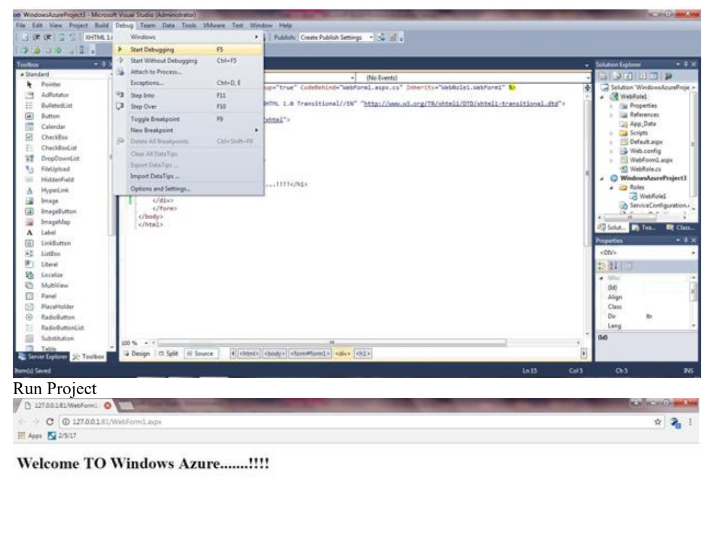 WindowsAzureProject3 - Microsoft Visual Studio (Administrator)
File Edit View Project Build Debug Team Data Tools VMware Test Window Help
XHTML 1.
Publish: Create Publish Settings
Windows
Start Debugging F5
Start Without Debugging Ctrl+F5
Attach to Process...
Exceptions... Ctrl+D, E
Step Into F11
Step Over F10
Toggle Breakpoint F9
New Breakpoint
Delete All Breakpoints Ctrl+Shift+F9
Clear All DataTips
Export DataTips ...
Import DataTips ...
Options and Settings...
Toolbox
Standard
Pointer
AdRotator
BulletedList
Button
Calendar
CheckBox
CheckBoxList
DropDownList
FileUpload
HiddenField
HyperLink
Image
ImageButton
ImageMap
Label
LinkButton
ListBox
Literal
Localize
MultiView
Panel
PlaceHolder
RadioButton
RadioButtonList
Substitution
Table
Server Explorer Toolbox
(No Events)
up="true" CodeBehind="WebForm1.aspx.cs" Inherits="WebRole1.WebForm1" %>
HTML 1.0 Transitional//EN" "http://www.w3.org/TR/xhtml1/DTD/xhtml1-transitional.dtd">
xhtml">
...!!!!</h1>
</div>
</form>
</body>
</html>
100 %
Design Split Source <html> <body> <form#form1> <div> <h1>
Solution Explorer
Solution 'WindowsAzureProje
WebRole1
Properties
References
App_Data
Scripts
Default.aspx
Web.config
WebForm1.aspx
WebRole.cs
WindowsAzureProject3
Roles
WebRole1
ServiceConfiguration.
Solut... Tea... Class...
Properties
<DIV>
Misc
(Id)
Align
Class
Dir ltr
Lang
(Id)
Item(s) Saved Ln 15 Col 5 Ch 5 INS
Run Project
127.0.0.1:81/WebForm1
127.0.0.1:81/WebForm1.aspx
Apps 2/9/17
Welcome TO Windows Azure.......!!!!